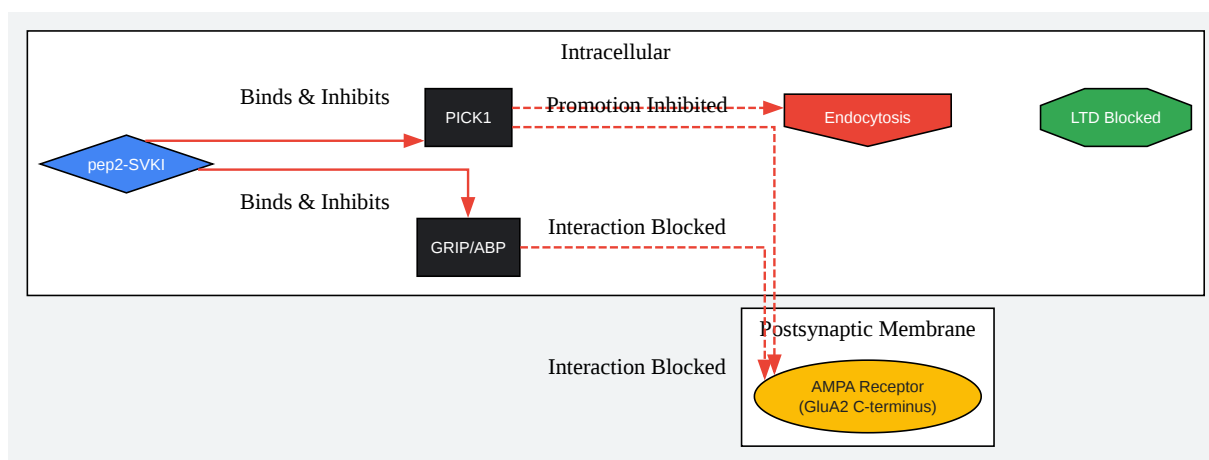 Intracellular
Binds & Inhibits
PICK1
Promotion Inhibited
Endocytosis
LTD Blocked
pep2-SVKI
Binds & Inhibits
GRIP/ABP
Interaction Blocked
Postsynaptic Membrane
Interaction Blocked
AMPA Receptor
(GluA2 C-terminus)